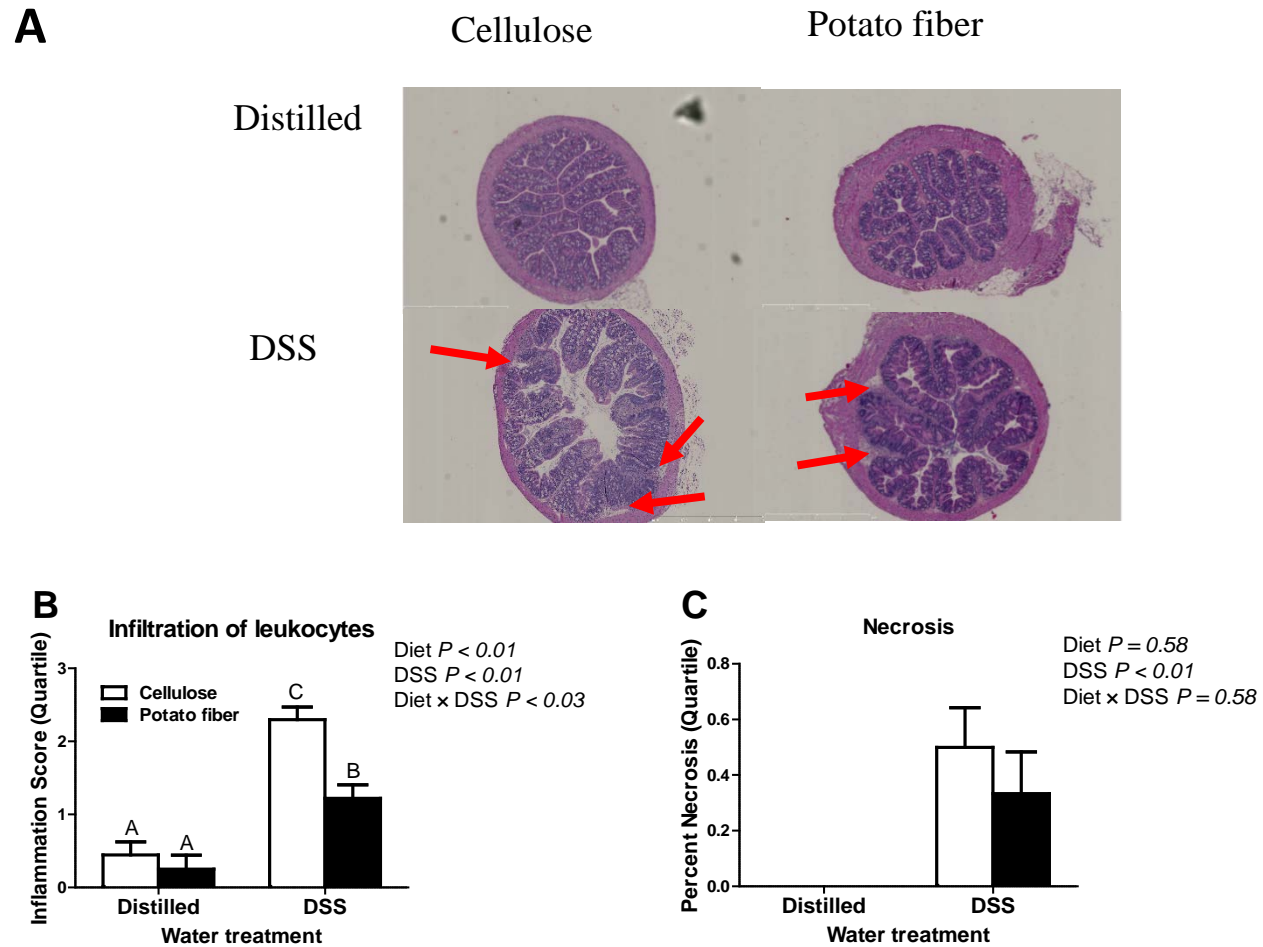 A
Cellulose
Potato fiber
Distilled
DSS
B
Infiltration of leukocytes
Diet P < 0.01
DSS P < 0.01
Diet × DSS P < 0.03
Inflammation Score (Quartile)
3
2
1
0
Cellulose
Potato fiber
A
A
C
B
Distilled
DSS
Water treatment
C
Necrosis
Diet P = 0.58
DSS P < 0.01
Diet × DSS P = 0.58
Percent Necrosis (Quartile)
0.8
0.6
0.4
0.2
0.0
Distilled
DSS
Water treatment